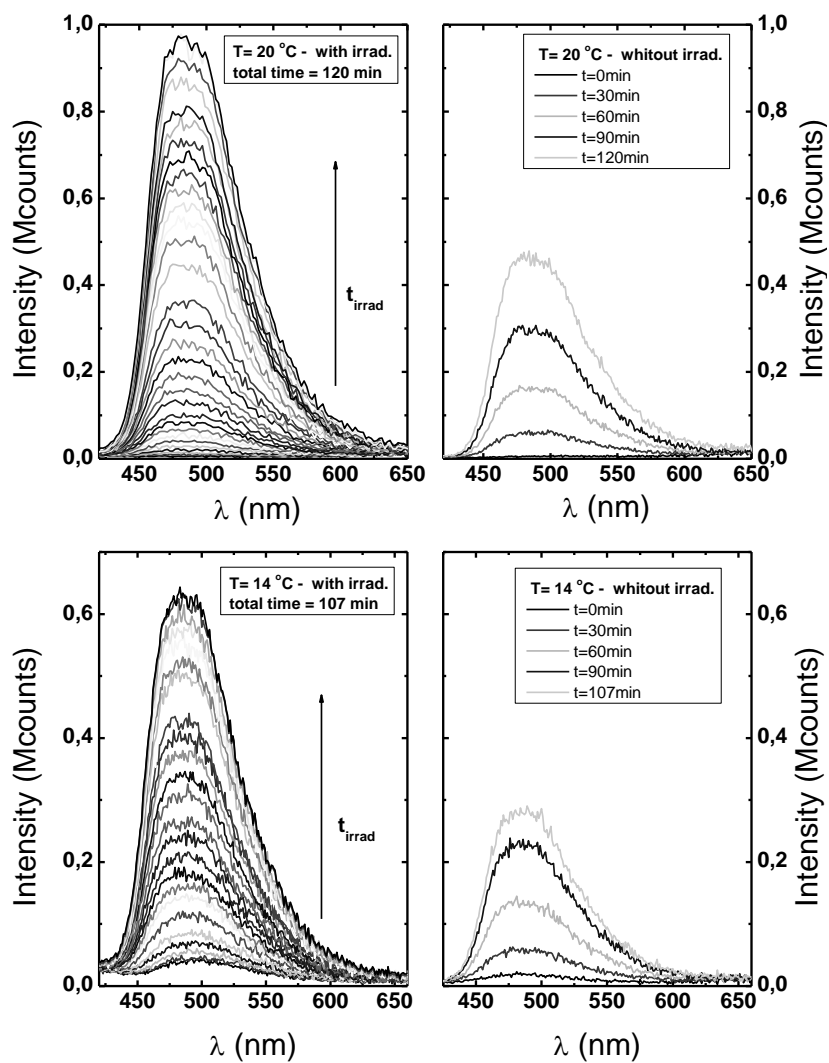 T= 20 °C - with irrad.
total time = 120 min
t_irrad
Intensity (Mcounts)
1,0
0,8
0,6
0,4
0,2
0,0
450 500 550 600 650
λ (nm)
T= 20 °C - whitout irrad.
t=0min
t=30min
t=60min
t=90min
t=120min
1,0
0,8
0,6
0,4
0,2
0,0
Intensity (Mcounts)
450 500 550 600 650
λ (nm)
T= 14 °C - with irrad.
total time = 107 min
t_irrad
Intensity (Mcounts)
0,6
0,4
0,2
0,0
450 500 550 600 650
λ (nm)
T= 14 °C - whitout irrad.
t=0min
t=30min
t=60min
t=90min
t=107min
0,6
0,4
0,2
0,0
Intensity (Mcounts)
450 500 550 600 650
λ (nm)